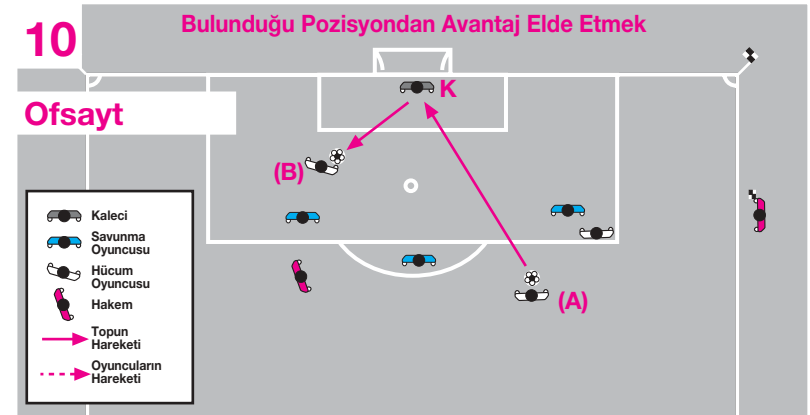 10
Bulunduğu Pozisyondan Avantaj Elde Etmek
Ofsayt
K
(B)
(A)
Kaleci
Savunma
Oyuncusu
Hücum
Oyuncusu
Hakem
Topun
Hareketi
Oyuncuların
Hareketi